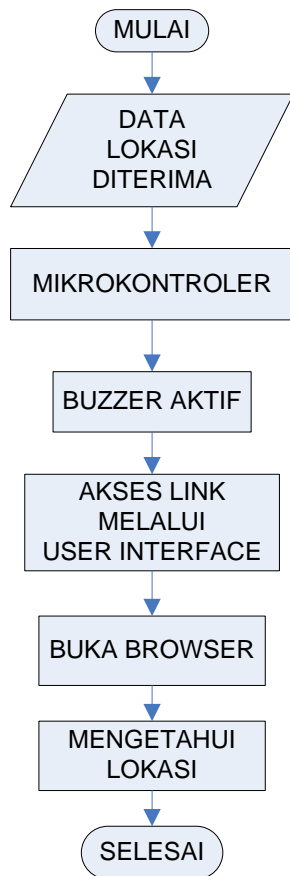 MULAI
DATA
LOKASI
DITERIMA
MIKROKONTROLER
BUZZER AKTIF
AKSES LINK
MELALUI
USER INTERFACE
BUKA BROWSER
MENGETAHUI
LOKASI
SELESAI